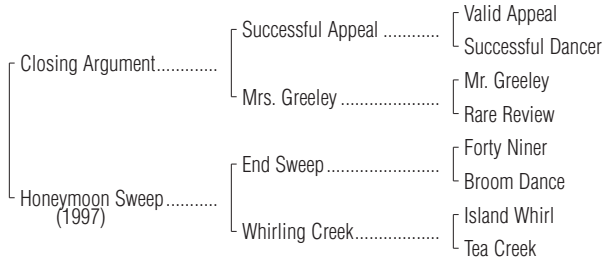 Valid Appeal
Successful Appeal ............
Successful Dancer
Closing Argument.............
Mr. Greeley
Mrs. Greeley .....................
Rare Review
Forty Niner
End Sweep........................
Broom Dance
Honeymoon Sweep...........
(1997)
Island Whirl
Whirling Creek..................
Tea Creek